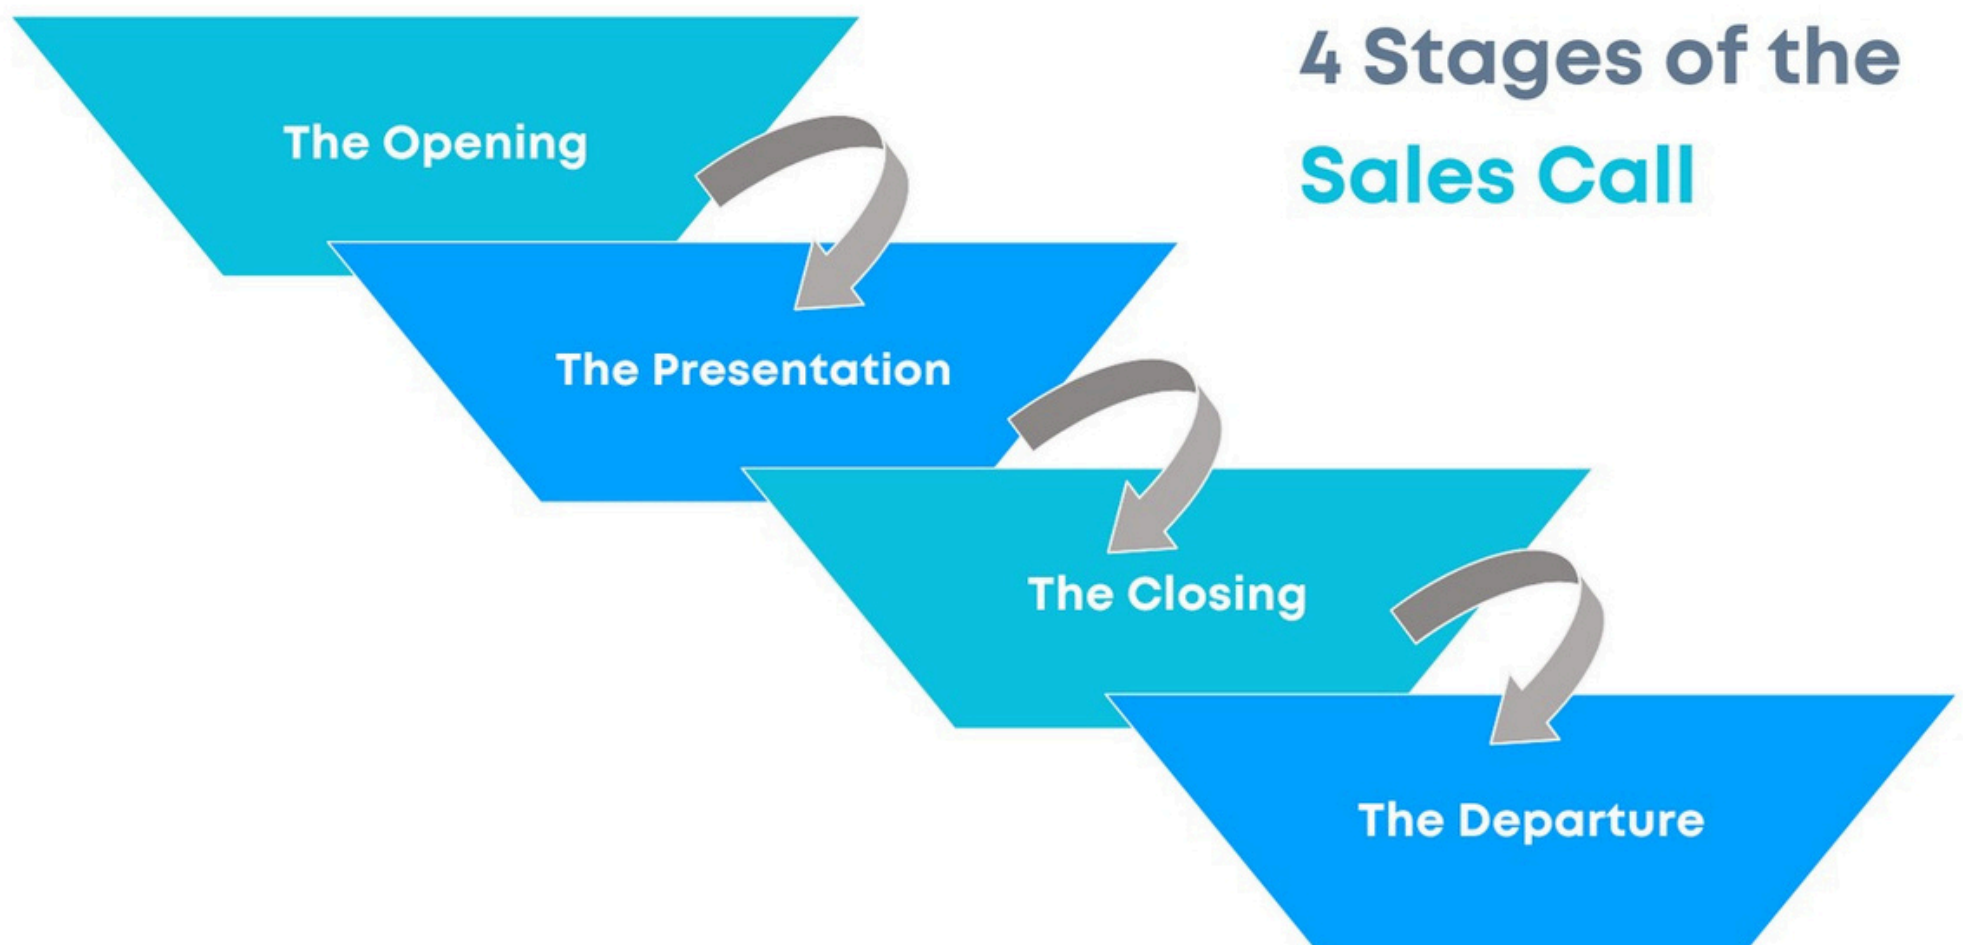 4 Stages of the
Sales Call
The Opening
The Presentation
The Closing
The Departure